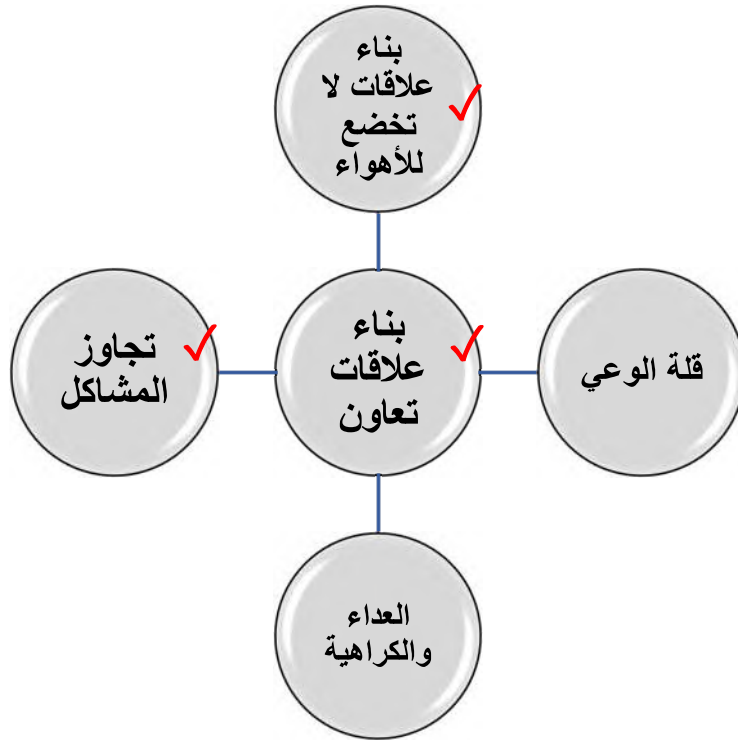 بناء
علاقات لا
تخضع
للأهواء
قلة الوعي
بناء
علاقات
تعاون
تجاوز
المشاكل
العداء
والكراهية